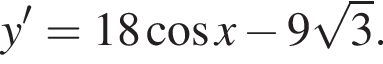 y′ = 18 cos x − 9√3.